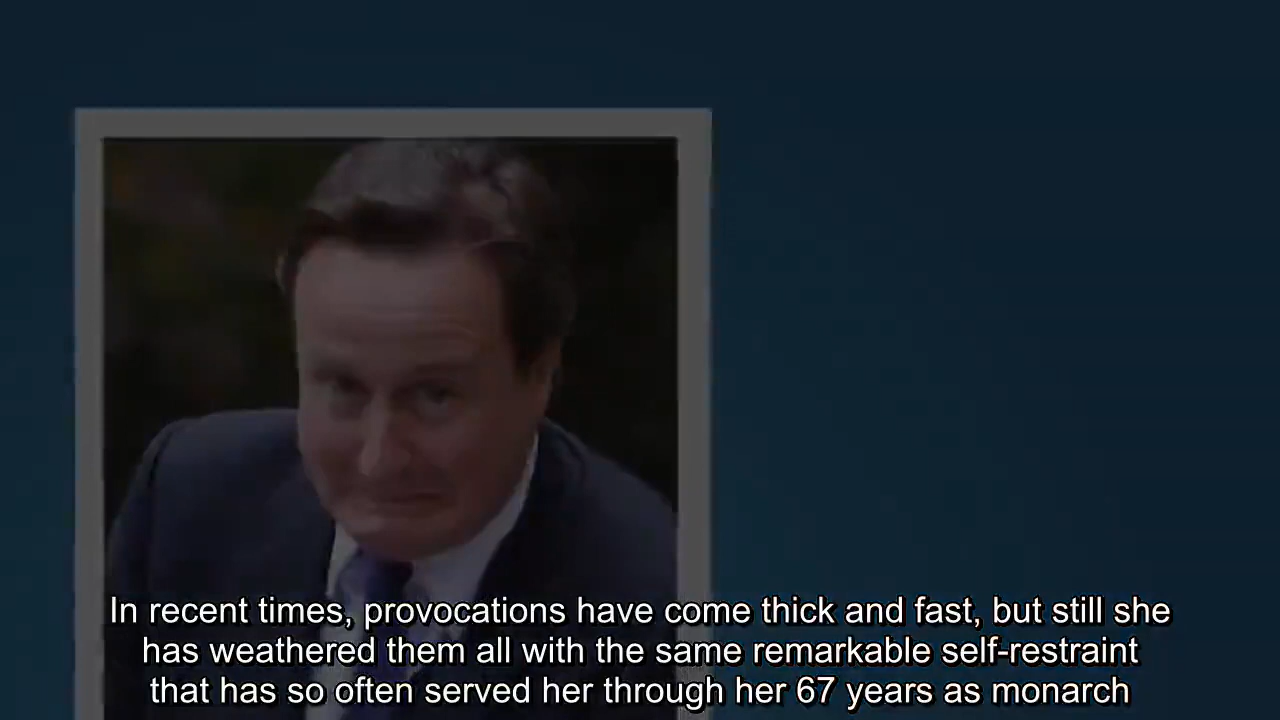 In recent times, provocations have come thick and fast, but still she
has weathered them all with the same remarkable self-restraint
that has so often served her through her 67 years as monarch